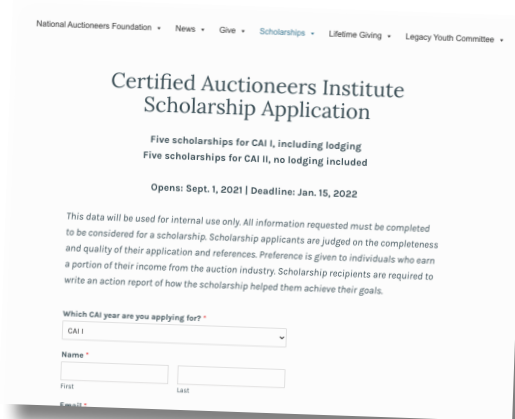 National Auctioneers Foundation ▾ News ▾ Give ▾ Scholarships ▾ Lifetime Giving ▾ Legacy Youth Committee ▾
Certified Auctioneers Institute
Scholarship Application
Five scholarships for CAI I, including lodging
Five scholarships for CAI II, no lodging included
Opens: Sept. 1, 2021 | Deadline: Jan. 15, 2022
This data will be used for internal use only. All information requested must be completed
to be considered for a scholarship. Scholarship applicants are judged on the completeness
and quality of their application and references. Preference is given to individuals who earn
a portion of their income from the auction industry. Scholarship recipients are required to
write an action report of how the scholarship helped them achieve their goals.
Which CAI year are you applying for? *
CAI I
Name *
First Last
Email *